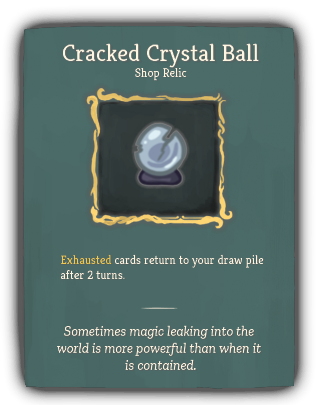 Cracked Crystal Ball
Shop Relic
Exhausted cards return to your draw pile
after 2 turns.
Sometimes magic leaking into the
world is more powerful than when it
is contained.